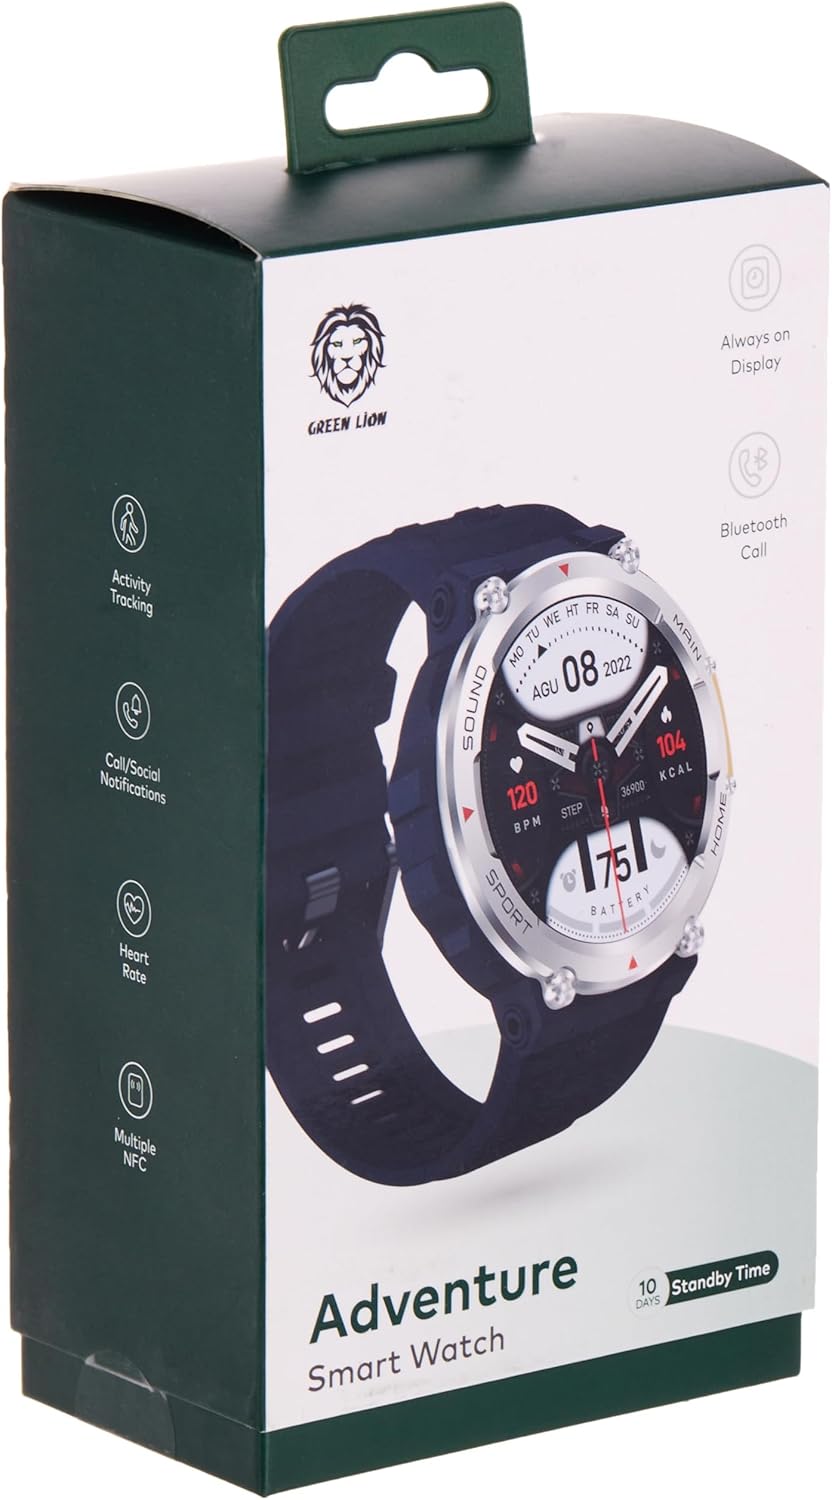 GREEN LİON
Always on
Display
Bluetooth
Call
Activity
Tracking
Call/Social
Notifications
Heart
Rate
Multiple
NFC
MO TU WE HT FR SA SU
AGU 08 2022
SOUND
MAIN
HOME
SPORT
120
BPM
104
KCAL
STEP
36900
75
BATTERY
Adventure
Smart Watch
10
DAYS
Standby Time